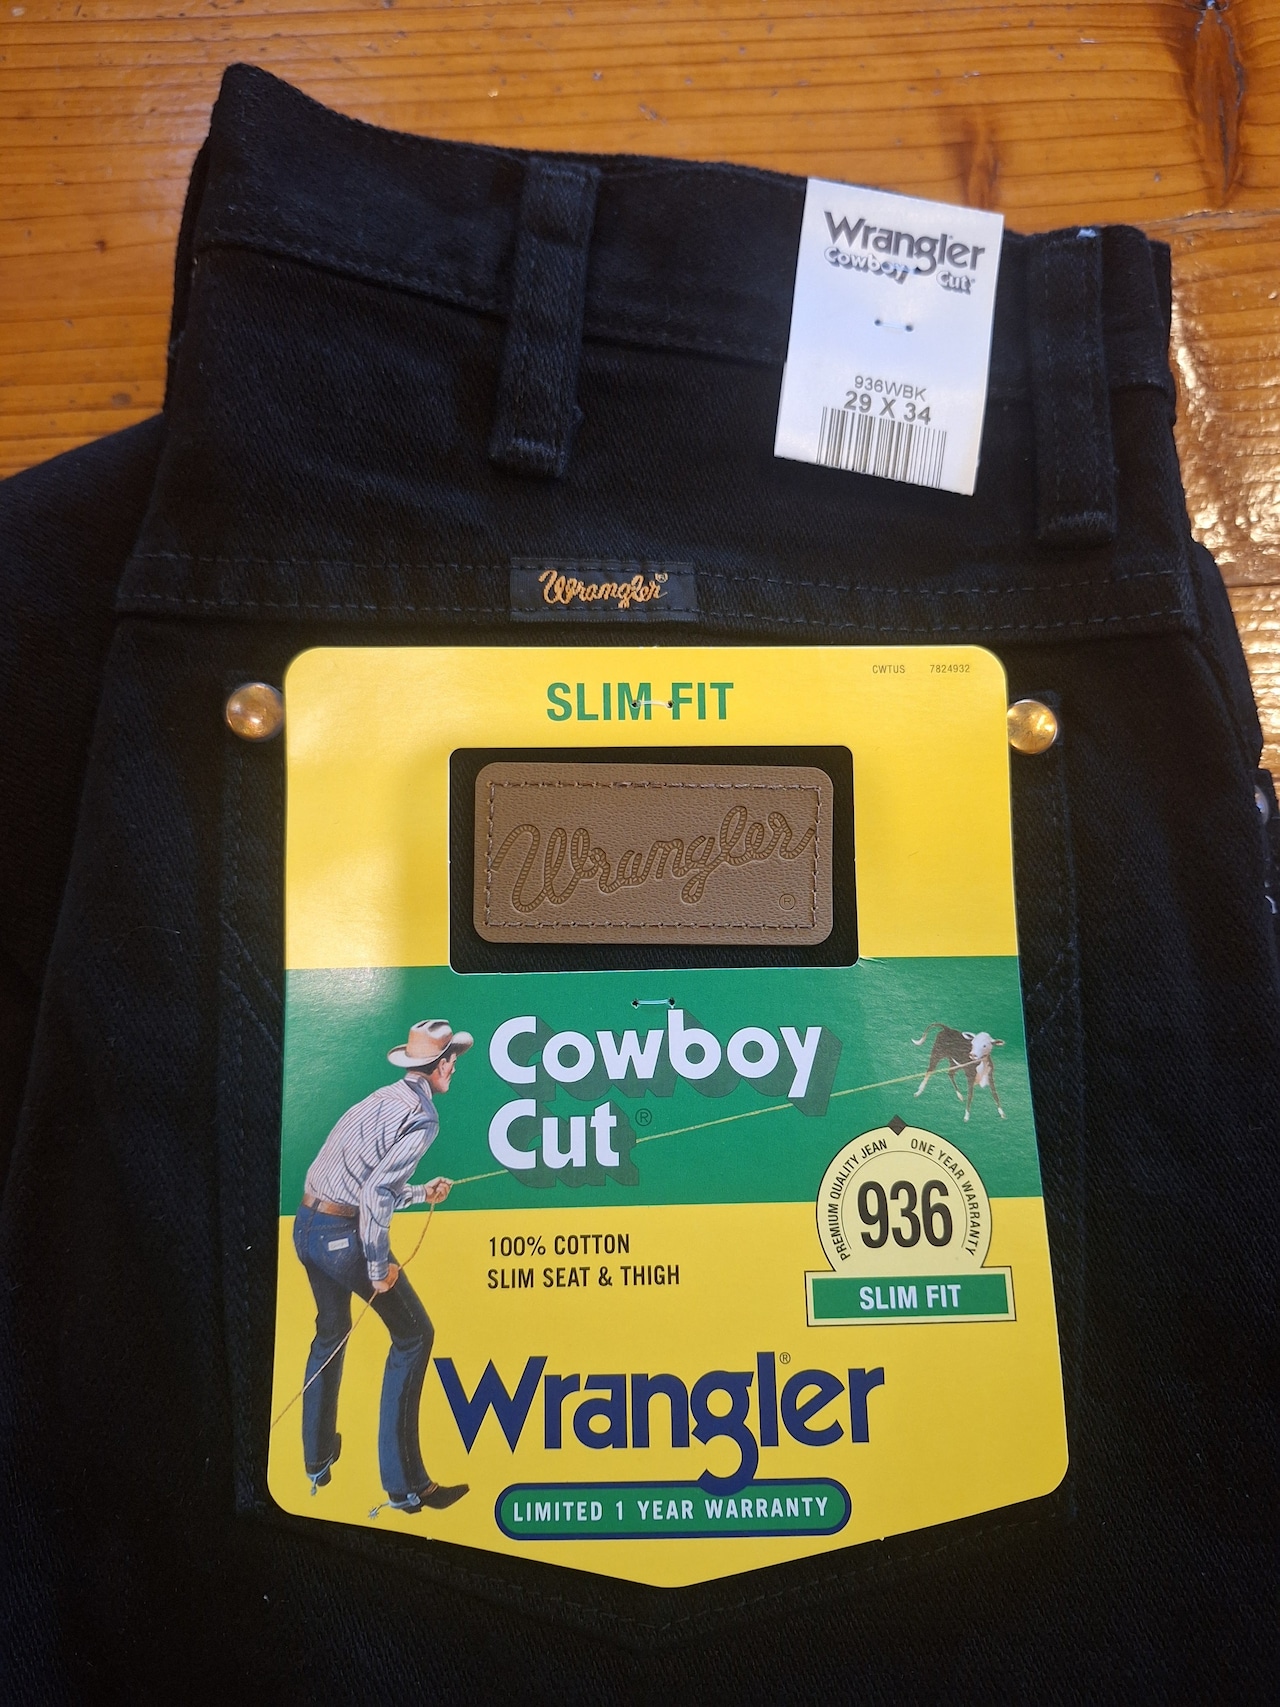 Wrangler
Cowboy Cut
936WBK
29 X 34
Wrangler®
CWTUS 7824932
SLIM FIT
Wrangler
®
Cowboy
Cut®
PREMIUM QUALITY JEAN ONE YEAR WARRANTY
936
SLIM FIT
100% COTTON
SLIM SEAT & THIGH
Wrangler®
LIMITED 1 YEAR WARRANTY